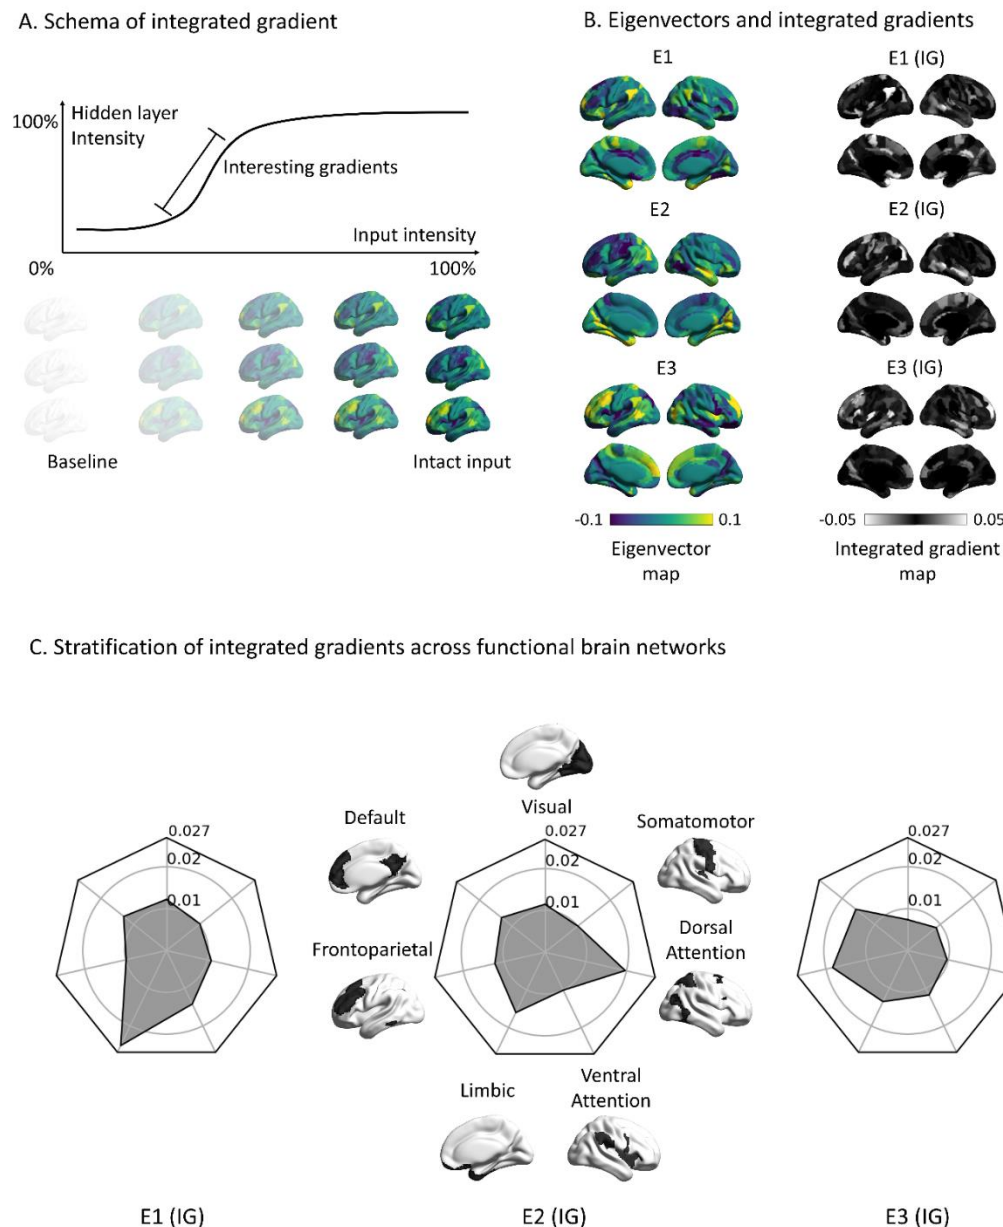 A. Schema of integrated gradient
100%
Hidden layer
Intensity
Interesting gradients
Input intensity
0%
100%
Baseline
Intact input
B. Eigenvectors and integrated gradients
E1
E1 (IG)
E2
E2 (IG)
E3
E3 (IG)
-0.1
0.1
-0.05
0.05
Eigenvector
map
Integrated gradient
map
C. Stratification of integrated gradients across functional brain networks
0.027
0.02
0.01
Visual
Default
Somatomotor
0.027
0.02
0.01
Frontoparietal
Dorsal
Attention
Limbic
Ventral
Attention
0.027
0.02
0.01
E1 (IG)
E2 (IG)
E3 (IG)